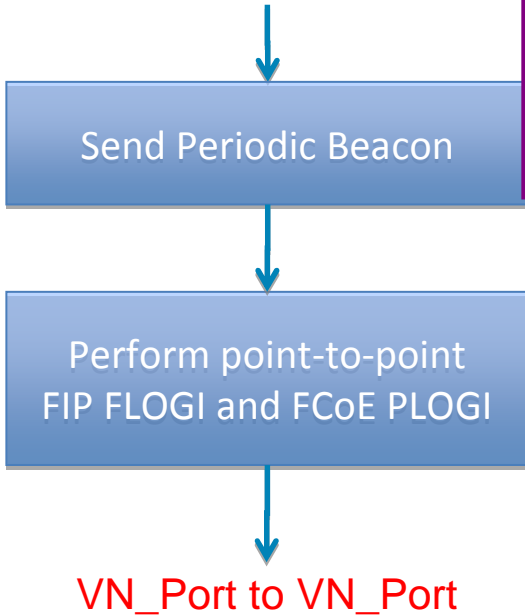 Send Periodic Beacon
Perform point-to-point
FIP FLOGI and FCoE PLOGI
VN_Port to VN_Port